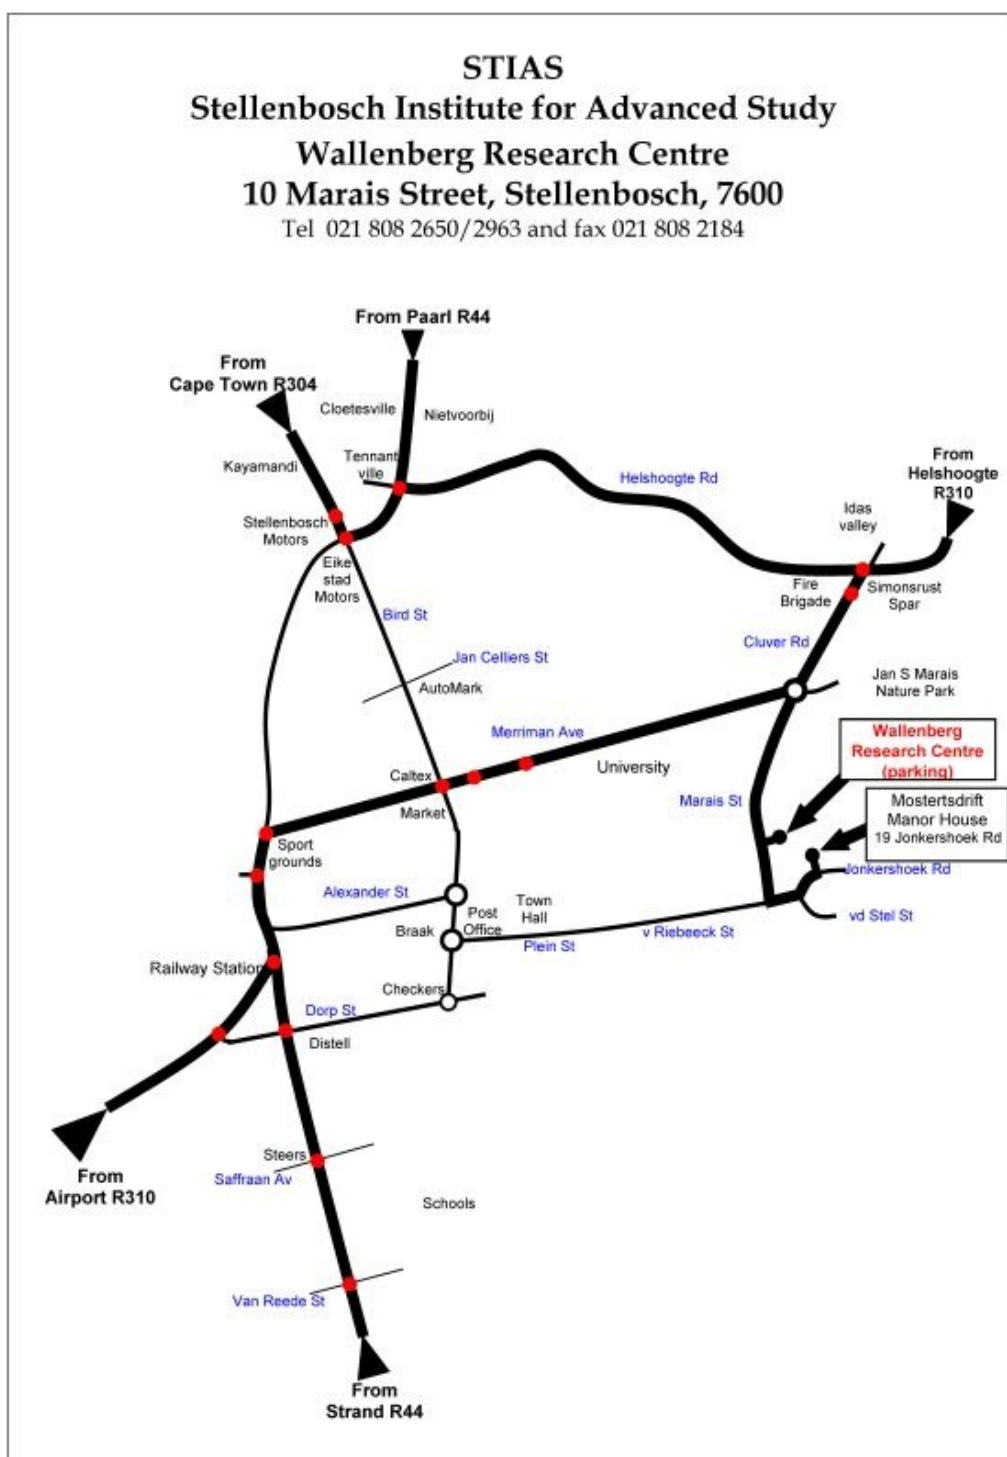 STIAS
Stellenbosch Institute for Advanced Study
Wallenberg Research Centre
10 Marais Street, Stellenbosch, 7600
Tel 021 808 2650/2963 and fax 021 808 2184
From Paarl R44
From
Cape Town R304
Cloetesville
Nietvoorbij
Kayamandi
Tennant
ville
Helshoogte Rd
From
Helshoogte
R310
Idas
valley
Stellenbosch
Motors
Eike
stad
Motors
Fire
Brigade
Simonsrust
Spar
Bird St
Cluver Rd
Jan Celliers St
AutoMark
Jan S Marais
Nature Park
Merriman Ave
Wallenberg
Research Centre
(parking)
Caltex
University
Market
Marais St
Mostertsdrift
Manor House
19 Jonkershoek Rd
Sport
grounds
Jonkershoek Rd
Alexander St
Town
Hall
Post
Office
vd Stel St
Braak
v Riebeeck St
Plein St
Railway Station
Checkers
Dorp St
Distell
Steers
From
Airport R310
Saffraan Av
Schools
Van Reede St
From
Strand R44